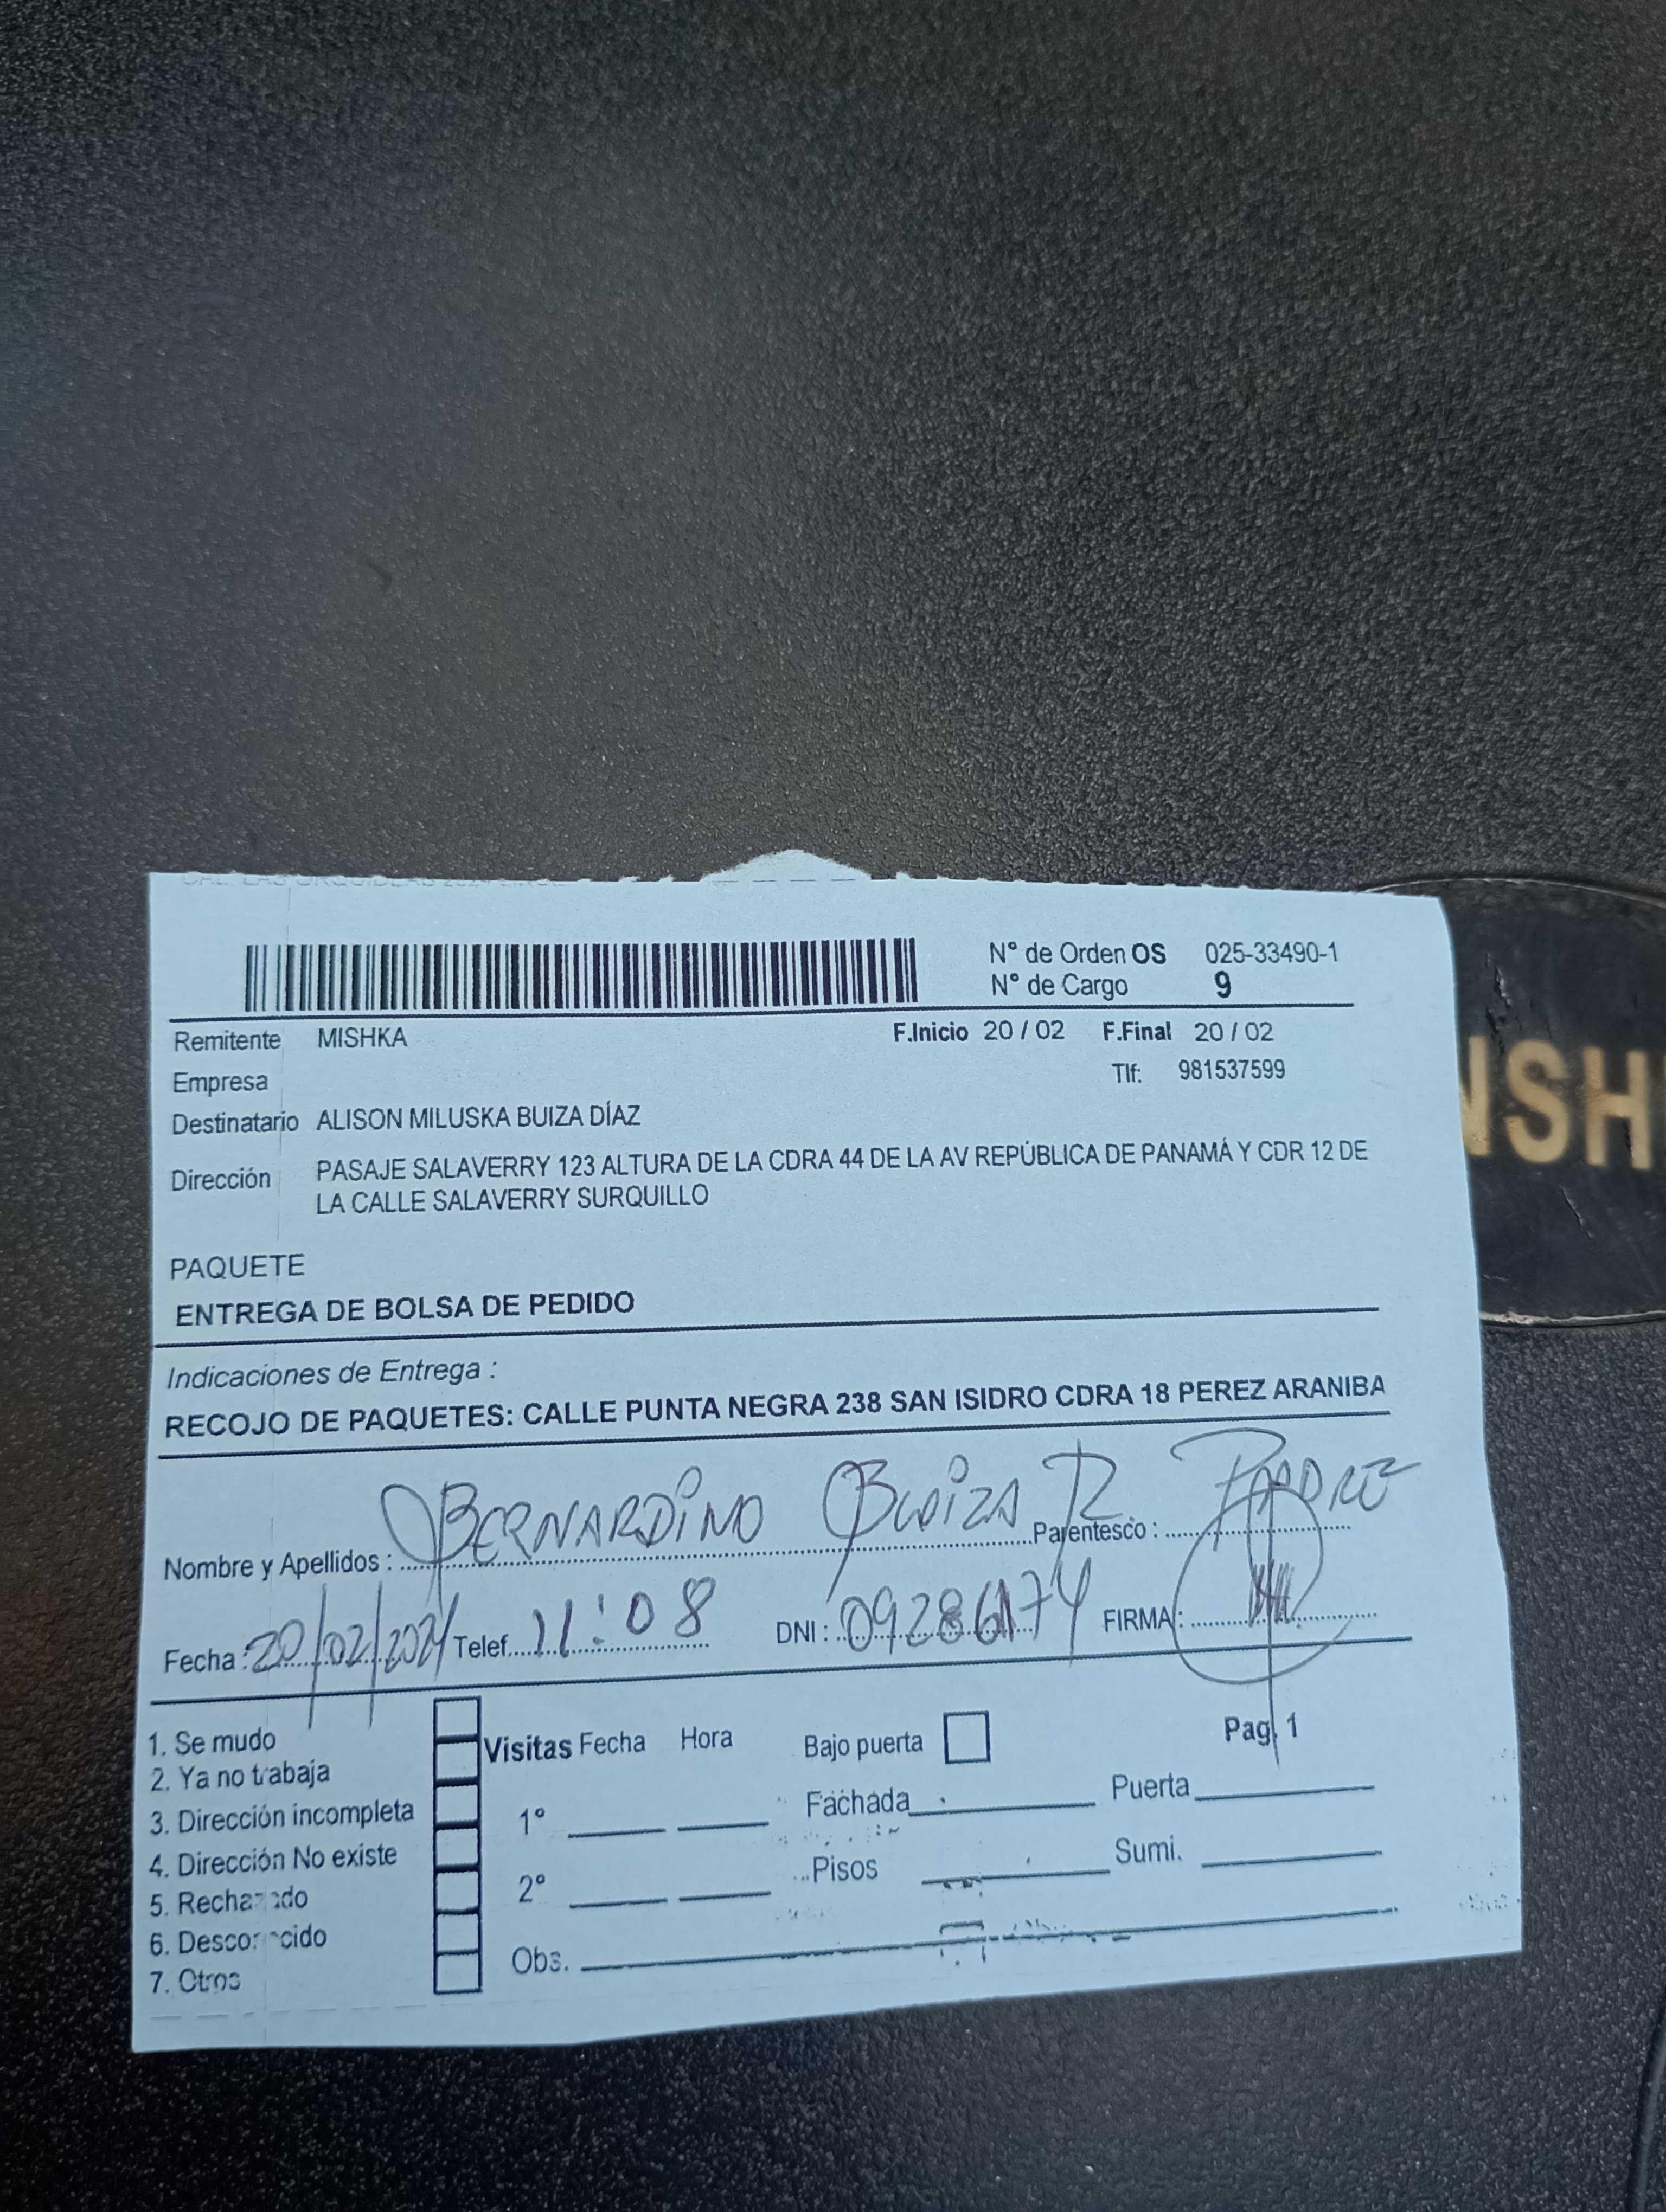 N° de Orden OS 025-33490-1
N° de Cargo 9
Remitente MISHKA F.Inicio 20 / 02 F.Final 20 / 02
Empresa Tlf: 981537599
Destinatario ALISON MILUSKA BUIZA DÍAZ
Dirección PASAJE SALAVERRY 123 ALTURA DE LA CDRA 44 DE LA AV REPÚBLICA DE PANAMÁ Y CDR 12 DE
LA CALLE SALAVERRY SURQUILLO
PAQUETE
ENTREGA DE BOLSA DE PEDIDO
Indicaciones de Entrega :
RECOJO DE PAQUETES: CALLE PUNTA NEGRA 238 SAN ISIDRO CDRA 18 PEREZ ARANIBA
Nombre y Apellidos : BERNARDINO BUIZA R. Parentesco : PADRE
Fecha : 20/02/2024 Telef. 11:08 DNI : 09286174 FIRMA :
1. Se mudo
2. Ya no trabaja
3. Dirección incompleta
4. Dirección No existe
5. Rechazado
6. Desconocido
7. Otros
Visitas Fecha Hora Bajo puerta Pag. 1
1° Fachada Puerta
2° Pisos Sumi.
Obs.
NSH